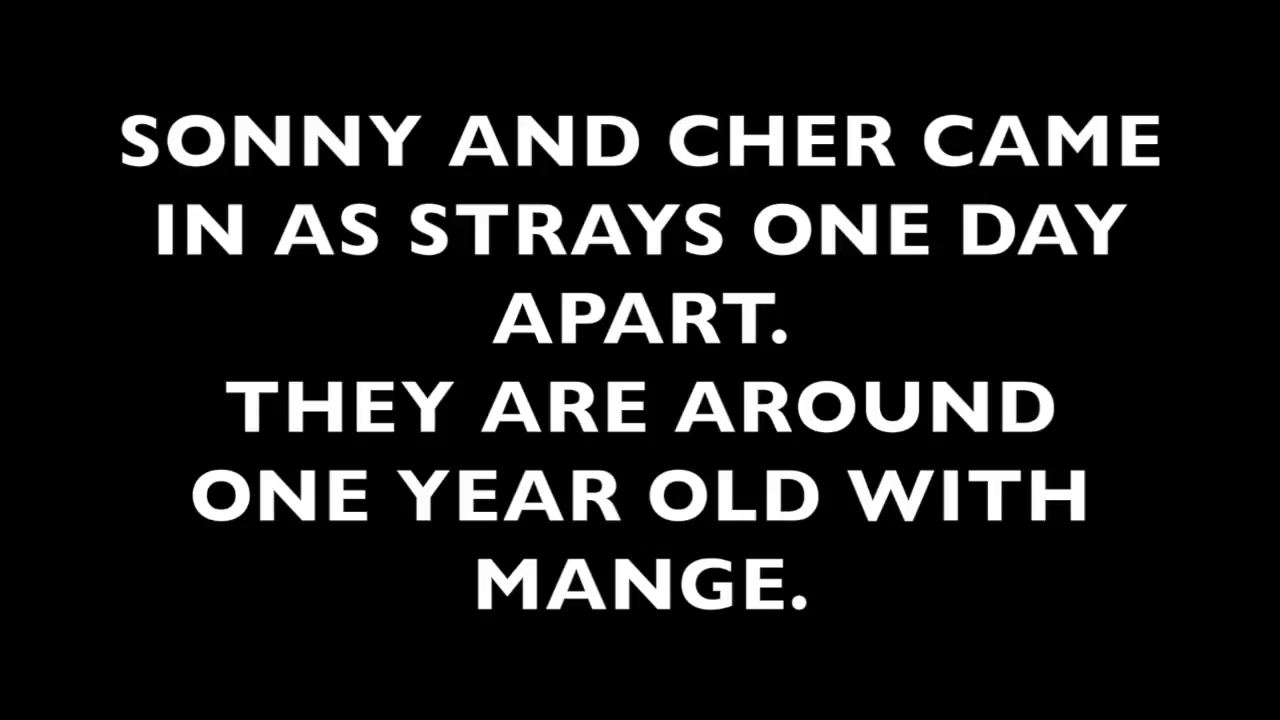 SONNY AND CHER CAME
IN AS STRAYS ONE DAY
APART.
THEY ARE AROUND
ONE YEAR OLD WITH
MANGE.